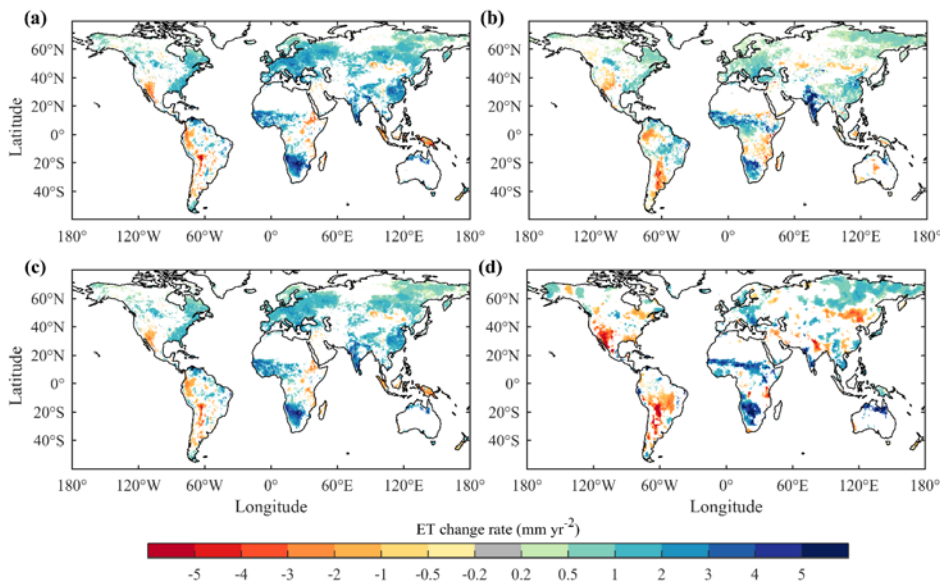 (a)
(b)
60°N 60°N
40°N 40°N
20°N 20°N
0° 0°
20°S 20°S
40°S 40°S
Latitude
180° 120°W 60°W 0° 60°E 120°E 180° 180° 120°W 60°W 0° 60°E 120°E 180°
(c)
(d)
60°N 60°N
40°N 40°N
20°N 20°N
0° 0°
20°S 20°S
40°S 40°S
Latitude
180° 120°W 60°W 0° 60°E 120°E 180° 180° 120°W 60°W 0° 60°E 120°E 180°
Longitude Longitude
ET change rate (mm yr⁻²)
-5 -4 -3 -2 -1 -0.5 -0.2 0.2 0.5 1 2 3 4 5